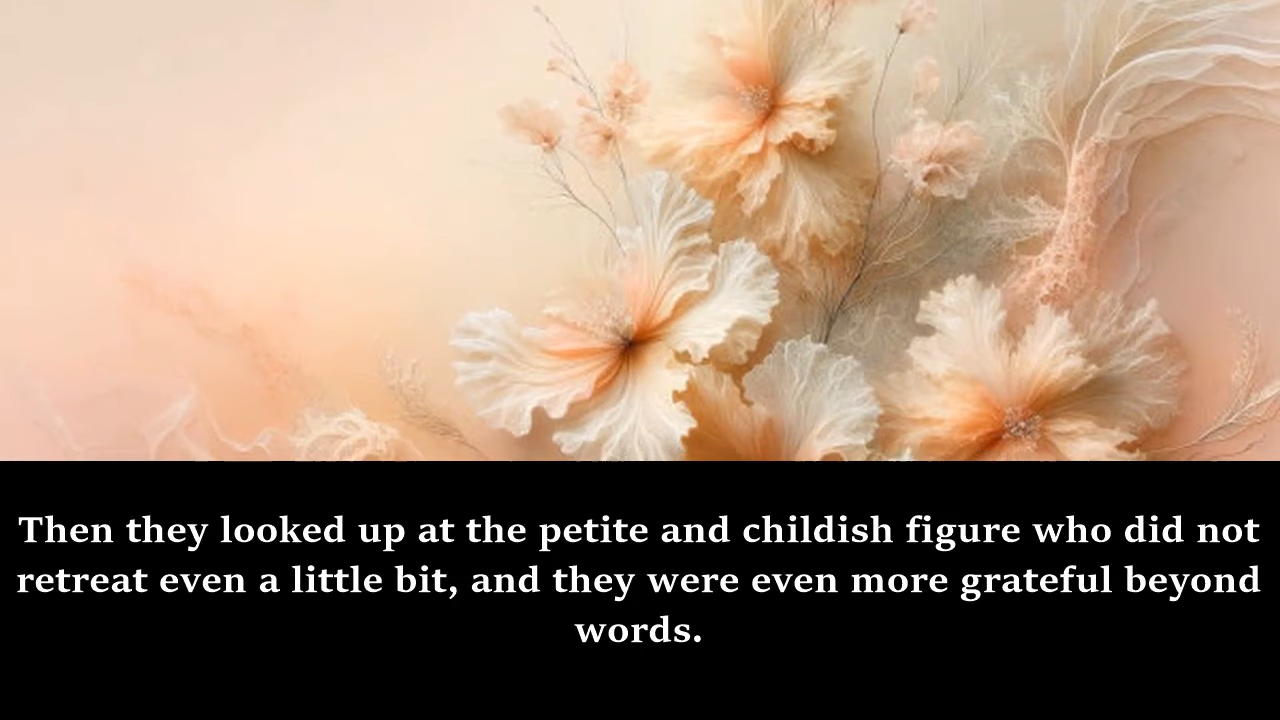 Then they looked up at the petite and childish figure who did not
retreat even a little bit, and they were even more grateful beyond
words.